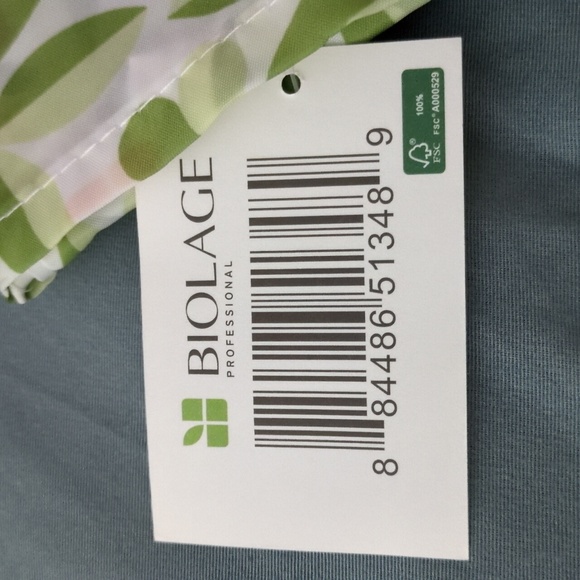 BIOLAGE
PROFESSIONAL
8 84486 51348 9
®
FSC
100%
FSC® A000529